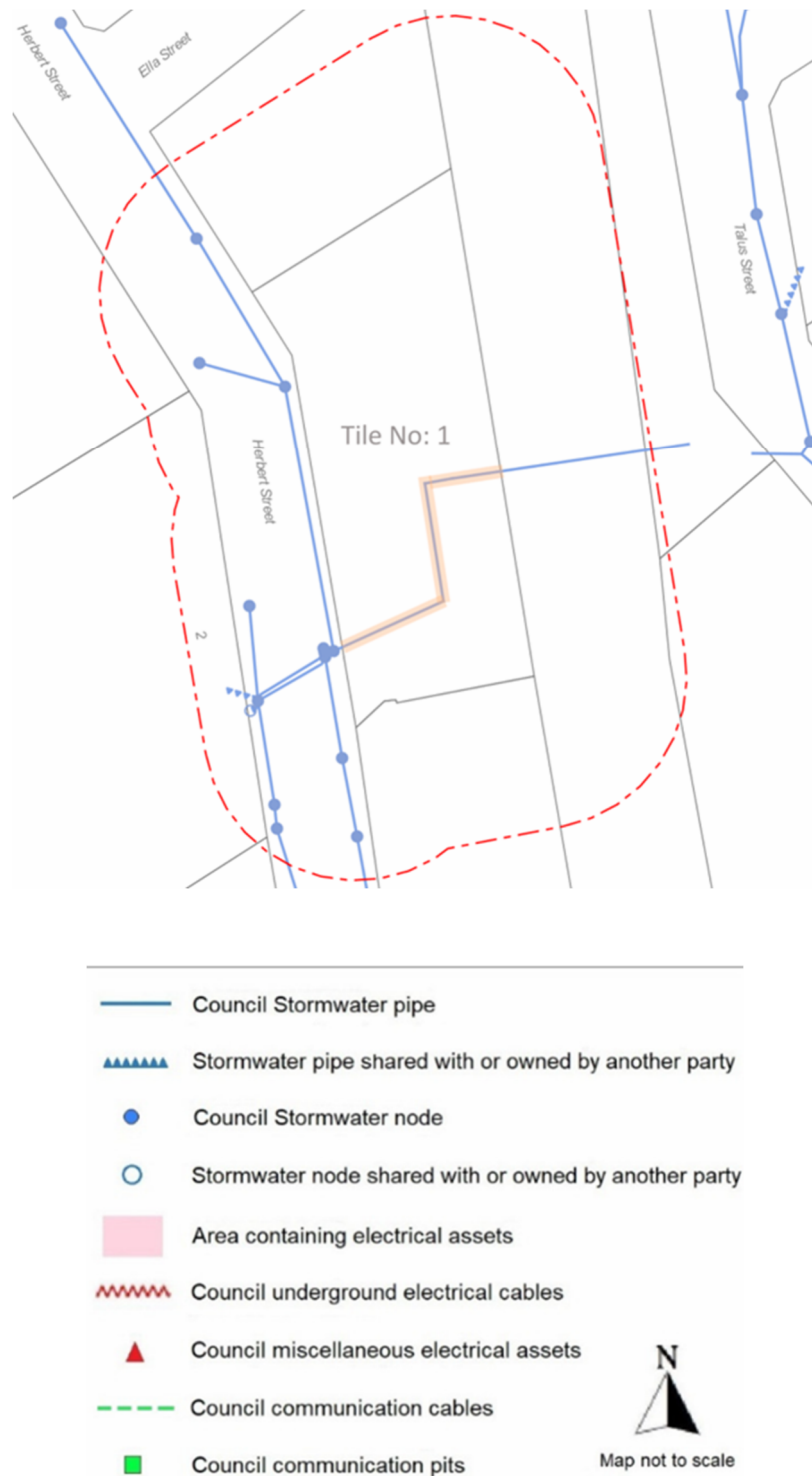 Herbert Street
Ella Street
Talus Street
Tile No: 1
Herbert Street
2
Council Stormwater pipe
Stormwater pipe shared with or owned by another party
Council Stormwater node
Stormwater node shared with or owned by another party
Area containing electrical assets
Council underground electrical cables
Council miscellaneous electrical assets
N
Council communication cables
Council communication pits
Map not to scale